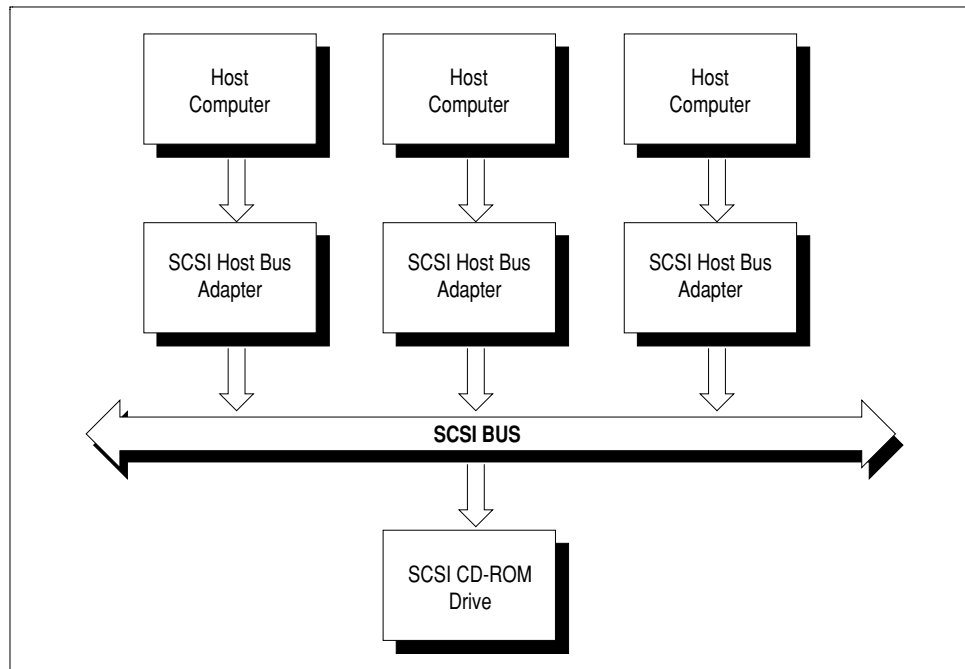 Host
Computer
Host
Computer
Host
Computer
SCSI Host Bus
Adapter
SCSI Host Bus
Adapter
SCSI Host Bus
Adapter
SCSI BUS
SCSI CD-ROM
Drive